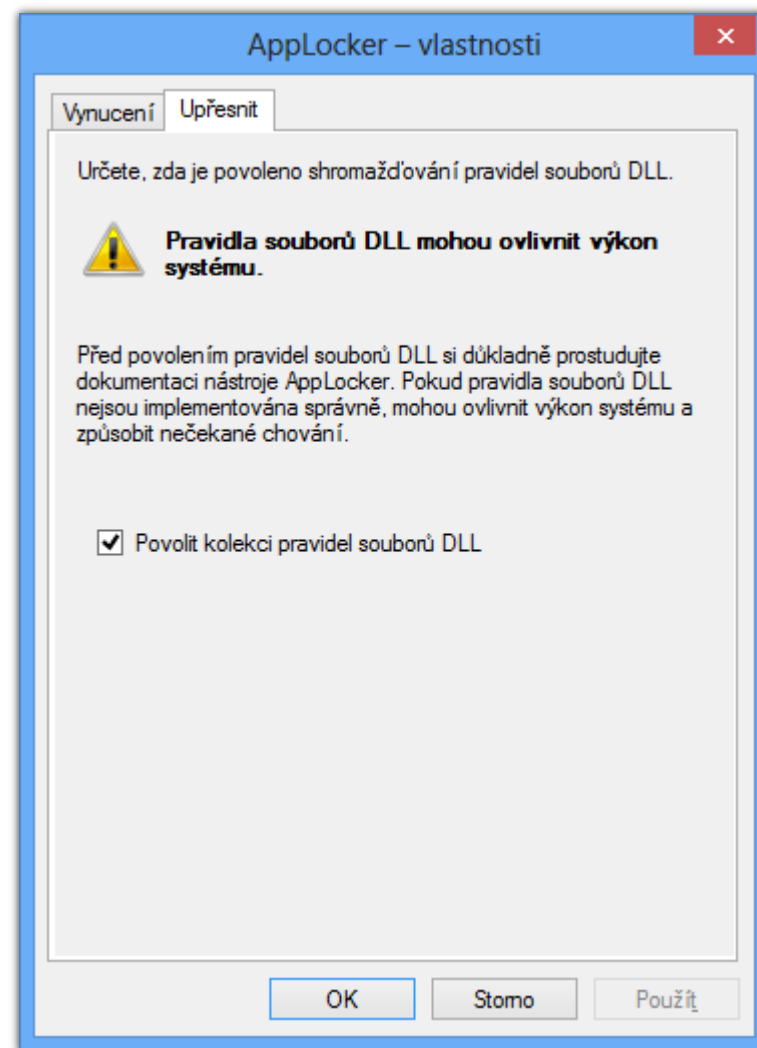 AppLocker – vlastnosti
Vynucení
Upřesnit
Určete, zda je povoleno shromažďování pravidel souborů DLL.
Pravidla souborů DLL mohou ovlivnit výkon
systému.
Před povolením pravidel souborů DLL si důkladně prostudujte
dokumentaci nástroje AppLocker. Pokud pravidla souborů DLL
nejsou implementována správně, mohou ovlivnit výkon systému a
způsobit nečekané chování.
Povolit kolekci pravidel souborů DLL
OK
Storno
Použít